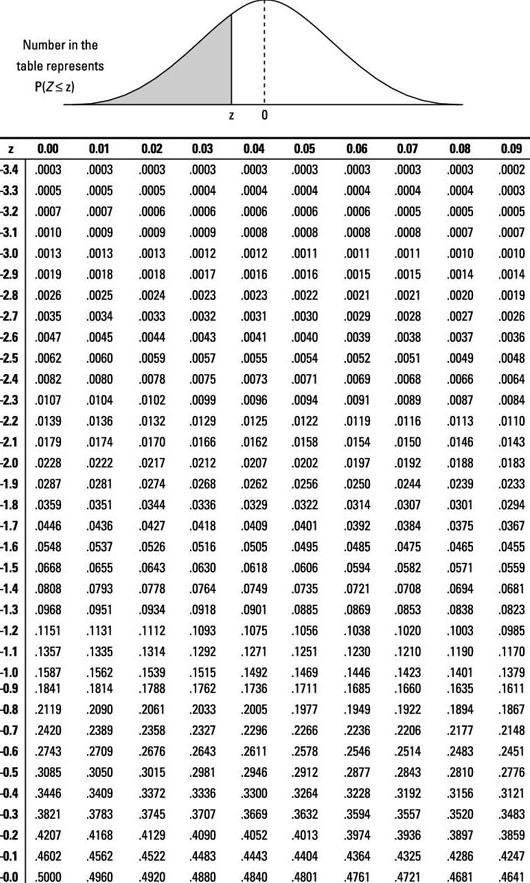 Number in the
table represents
P(Z ≤ z)
z 0
z 0.00 0.01 0.02 0.03 0.04 0.05 0.06 0.07 0.08 0.09
-3.4 .0003 .0003 .0003 .0003 .0003 .0003 .0003 .0003 .0003 .0002
-3.3 .0005 .0005 .0005 .0004 .0004 .0004 .0004 .0004 .0004 .0003
-3.2 .0007 .0007 .0006 .0006 .0006 .0006 .0006 .0005 .0005 .0005
-3.1 .0010 .0009 .0009 .0009 .0008 .0008 .0008 .0008 .0007 .0007
-3.0 .0013 .0013 .0013 .0012 .0012 .0011 .0011 .0011 .0010 .0010
-2.9 .0019 .0018 .0018 .0017 .0016 .0016 .0015 .0015 .0014 .0014
-2.8 .0026 .0025 .0024 .0023 .0023 .0022 .0021 .0021 .0020 .0019
-2.7 .0035 .0034 .0033 .0032 .0031 .0030 .0029 .0028 .0027 .0026
-2.6 .0047 .0045 .0044 .0043 .0041 .0040 .0039 .0038 .0037 .0036
-2.5 .0062 .0060 .0059 .0057 .0055 .0054 .0052 .0051 .0049 .0048
-2.4 .0082 .0080 .0078 .0075 .0073 .0071 .0069 .0068 .0066 .0064
-2.3 .0107 .0104 .0102 .0099 .0096 .0094 .0091 .0089 .0087 .0084
-2.2 .0139 .0136 .0132 .0129 .0125 .0122 .0119 .0116 .0113 .0110
-2.1 .0179 .0174 .0170 .0166 .0162 .0158 .0154 .0150 .0146 .0143
-2.0 .0228 .0222 .0217 .0212 .0207 .0202 .0197 .0192 .0188 .0183
-1.9 .0287 .0281 .0274 .0268 .0262 .0256 .0250 .0244 .0239 .0233
-1.8 .0359 .0351 .0344 .0336 .0329 .0322 .0314 .0307 .0301 .0294
-1.7 .0446 .0436 .0427 .0418 .0409 .0401 .0392 .0384 .0375 .0367
-1.6 .0548 .0537 .0526 .0516 .0505 .0495 .0485 .0475 .0465 .0455
-1.5 .0668 .0655 .0643 .0630 .0618 .0606 .0594 .0582 .0571 .0559
-1.4 .0808 .0793 .0778 .0764 .0749 .0735 .0721 .0708 .0694 .0681
-1.3 .0968 .0951 .0934 .0918 .0901 .0885 .0869 .0853 .0838 .0823
-1.2 .1151 .1131 .1112 .1093 .1075 .1056 .1038 .1020 .1003 .0985
-1.1 .1357 .1335 .1314 .1292 .1271 .1251 .1230 .1210 .1190 .1170
-1.0 .1587 .1562 .1539 .1515 .1492 .1469 .1446 .1423 .1401 .1379
-0.9 .1841 .1814 .1788 .1762 .1736 .1711 .1685 .1660 .1635 .1611
-0.8 .2119 .2090 .2061 .2033 .2005 .1977 .1949 .1922 .1894 .1867
-0.7 .2420 .2389 .2358 .2327 .2296 .2266 .2236 .2206 .2177 .2148
-0.6 .2743 .2709 .2676 .2643 .2611 .2578 .2546 .2514 .2483 .2451
-0.5 .3085 .3050 .3015 .2981 .2946 .2912 .2877 .2843 .2810 .2776
-0.4 .3446 .3409 .3372 .3336 .3300 .3264 .3228 .3192 .3156 .3121
-0.3 .3821 .3783 .3745 .3707 .3669 .3632 .3594 .3557 .3520 .3483
-0.2 .4207 .4168 .4129 .4090 .4052 .4013 .3974 .3936 .3897 .3859
-0.1 .4602 .4562 .4522 .4483 .4443 .4404 .4364 .4325 .4286 .4247
-0.0 .5000 .4960 .4920 .4880 .4840 .4801 .4761 .4721 .4681 .4641